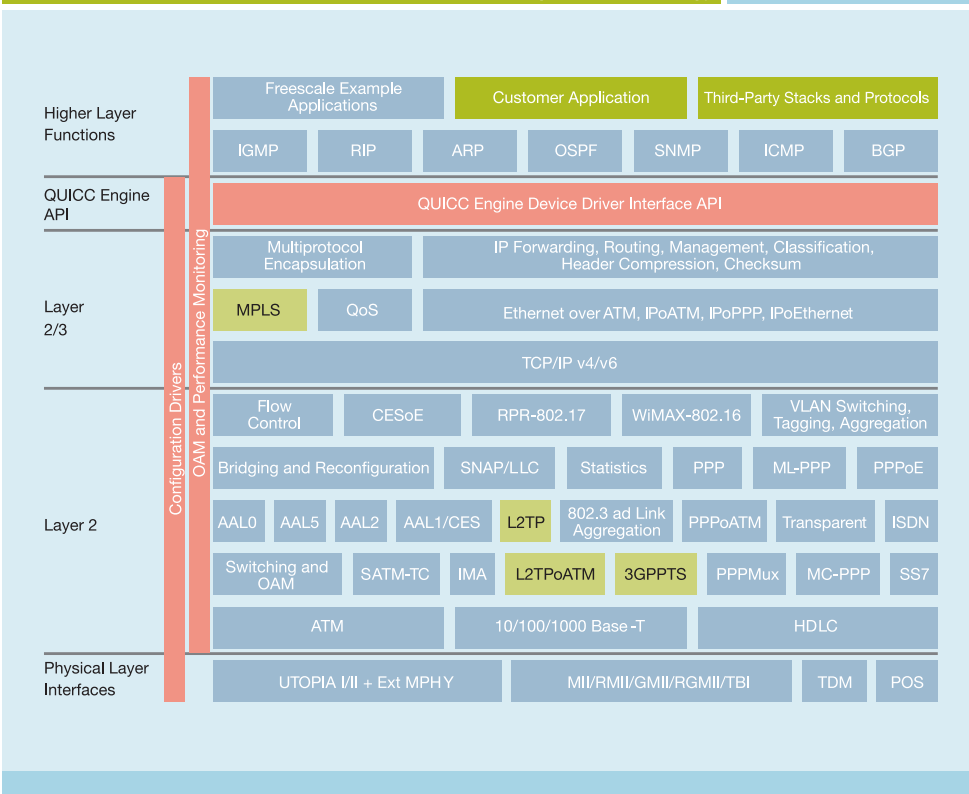 Higher Layer
Functions
Freescale Example
Applications
Customer Application
Third-Party Stacks and Protocols
IGMP
RIP
ARP
OSPF
SNMP
ICMP
BGP
QUICC Engine
API
QUICC Engine Device Driver Interface API
Configuration Drivers
OAM and Performance Monitoring
Layer
2/3
Multiprotocol
Encapsulation
IP Forwarding, Routing, Management, Classification,
Header Compression, Checksum
MPLS
QoS
Ethernet over ATM, IPoATM, IPoPPP, IPoEthernet
TCP/IP v4/v6
Layer 2
Flow
Control
CESoE
RPR-802.17
WiMAX-802.16
VLAN Switching,
Tagging, Aggregation
Bridging and Reconfiguration
SNAP/LLC
Statistics
PPP
ML-PPP
PPPoE
AAL0
AAL5
AAL2
AAL1/CES
L2TP
802.3 ad Link
Aggregation
PPPoATM
Transparent
ISDN
Switching and
OAM
SATM-TC
IMA
L2TPoATM
3GPPTS
PPPMux
MC-PPP
SS7
ATM
10/100/1000 Base-T
HDLC
Physical Layer
Interfaces
UTOPIA I/II + Ext MPHY
MII/RMII/GMII/RGMII/TBI
TDM
POS